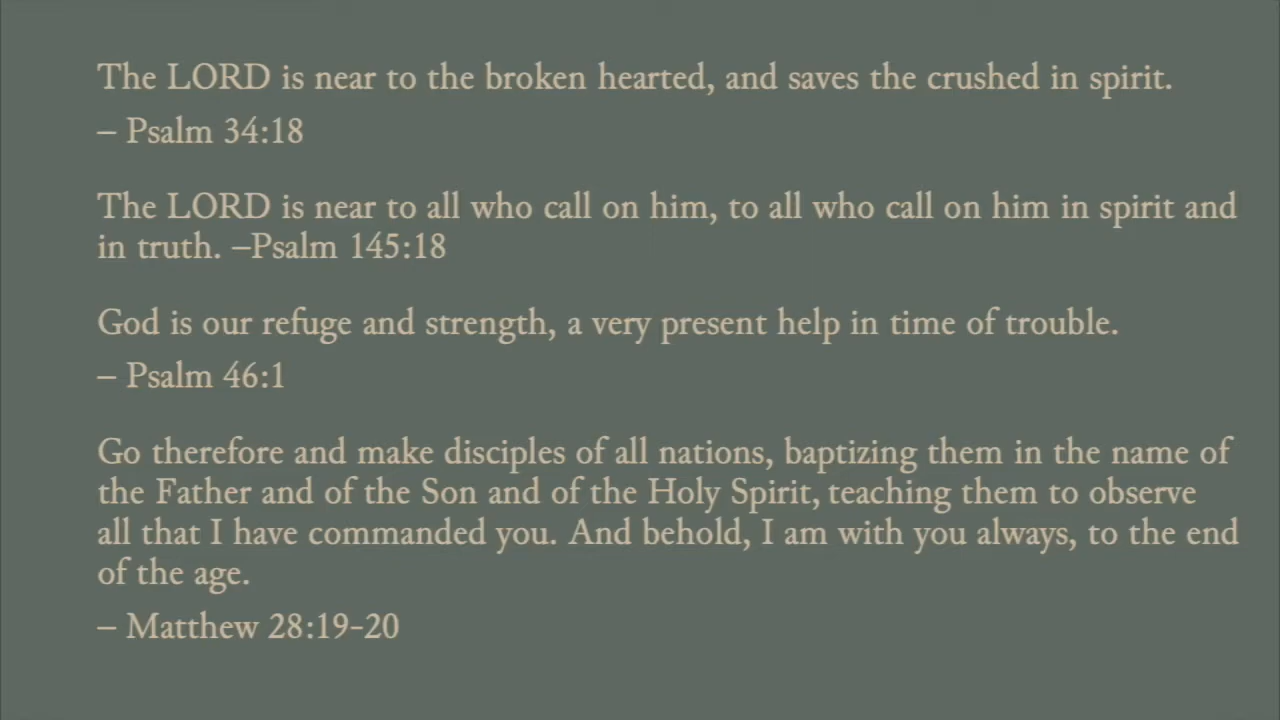 The LORD is near to the broken hearted, and saves the crushed in spirit.
– Psalm 34:18
The LORD is near to all who call on him, to all who call on him in spirit and
in truth. –Psalm 145:18
God is our refuge and strength, a very present help in time of trouble.
– Psalm 46:1
Go therefore and make disciples of all nations, baptizing them in the name of
the Father and of the Son and of the Holy Spirit, teaching them to observe
all that I have commanded you. And behold, I am with you always, to the end
of the age.
– Matthew 28:19-20